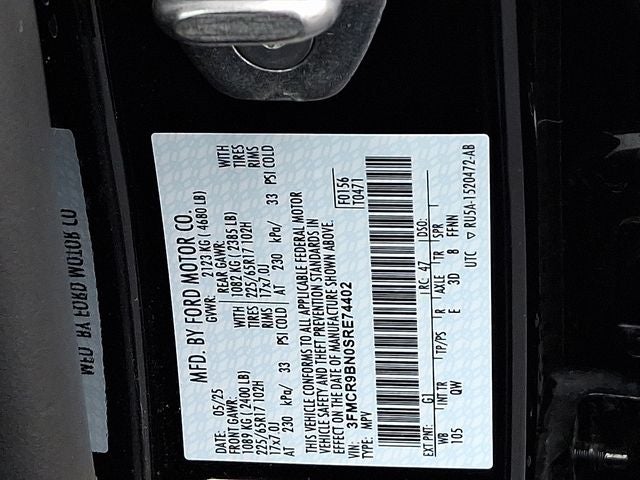 MFD. BY FORD MOTOR CO.
DATE: 05/25 GVWR: 2123 KG ( 4680 LB)
FRONT GAWR: REAR GAWR:
1089 KG ( 2400 LB) WITH 1082 KG ( 2385 LB) WITH
225/65R17 102H TIRES 225/65R17 102H TIRES
17x7.0J RIMS 17x7.0J RIMS
AT 230 kPa/ 33 PSI COLD AT 230 kPa/ 33 PSI COLD
THIS VEHICLE CONFORMS TO ALL APPLICABLE FEDERAL MOTOR
VEHICLE SAFETY AND THEFT PREVENTION STANDARDS IN
EFFECT ON THE DATE OF MANUFACTURE SHOWN ABOVE.
VIN: 3FMCR9BN0SRE74402 F0156
TYPE: MPV T0471
EXT PNT: G1 RC: 47 DSO:
WB INT TR TP/PS R AXLE TR SPR
105 QW E 3D 8 FFHN
UTC ▽ RU5A-1520472-AB
MFD. BY FORD MOTOR CO